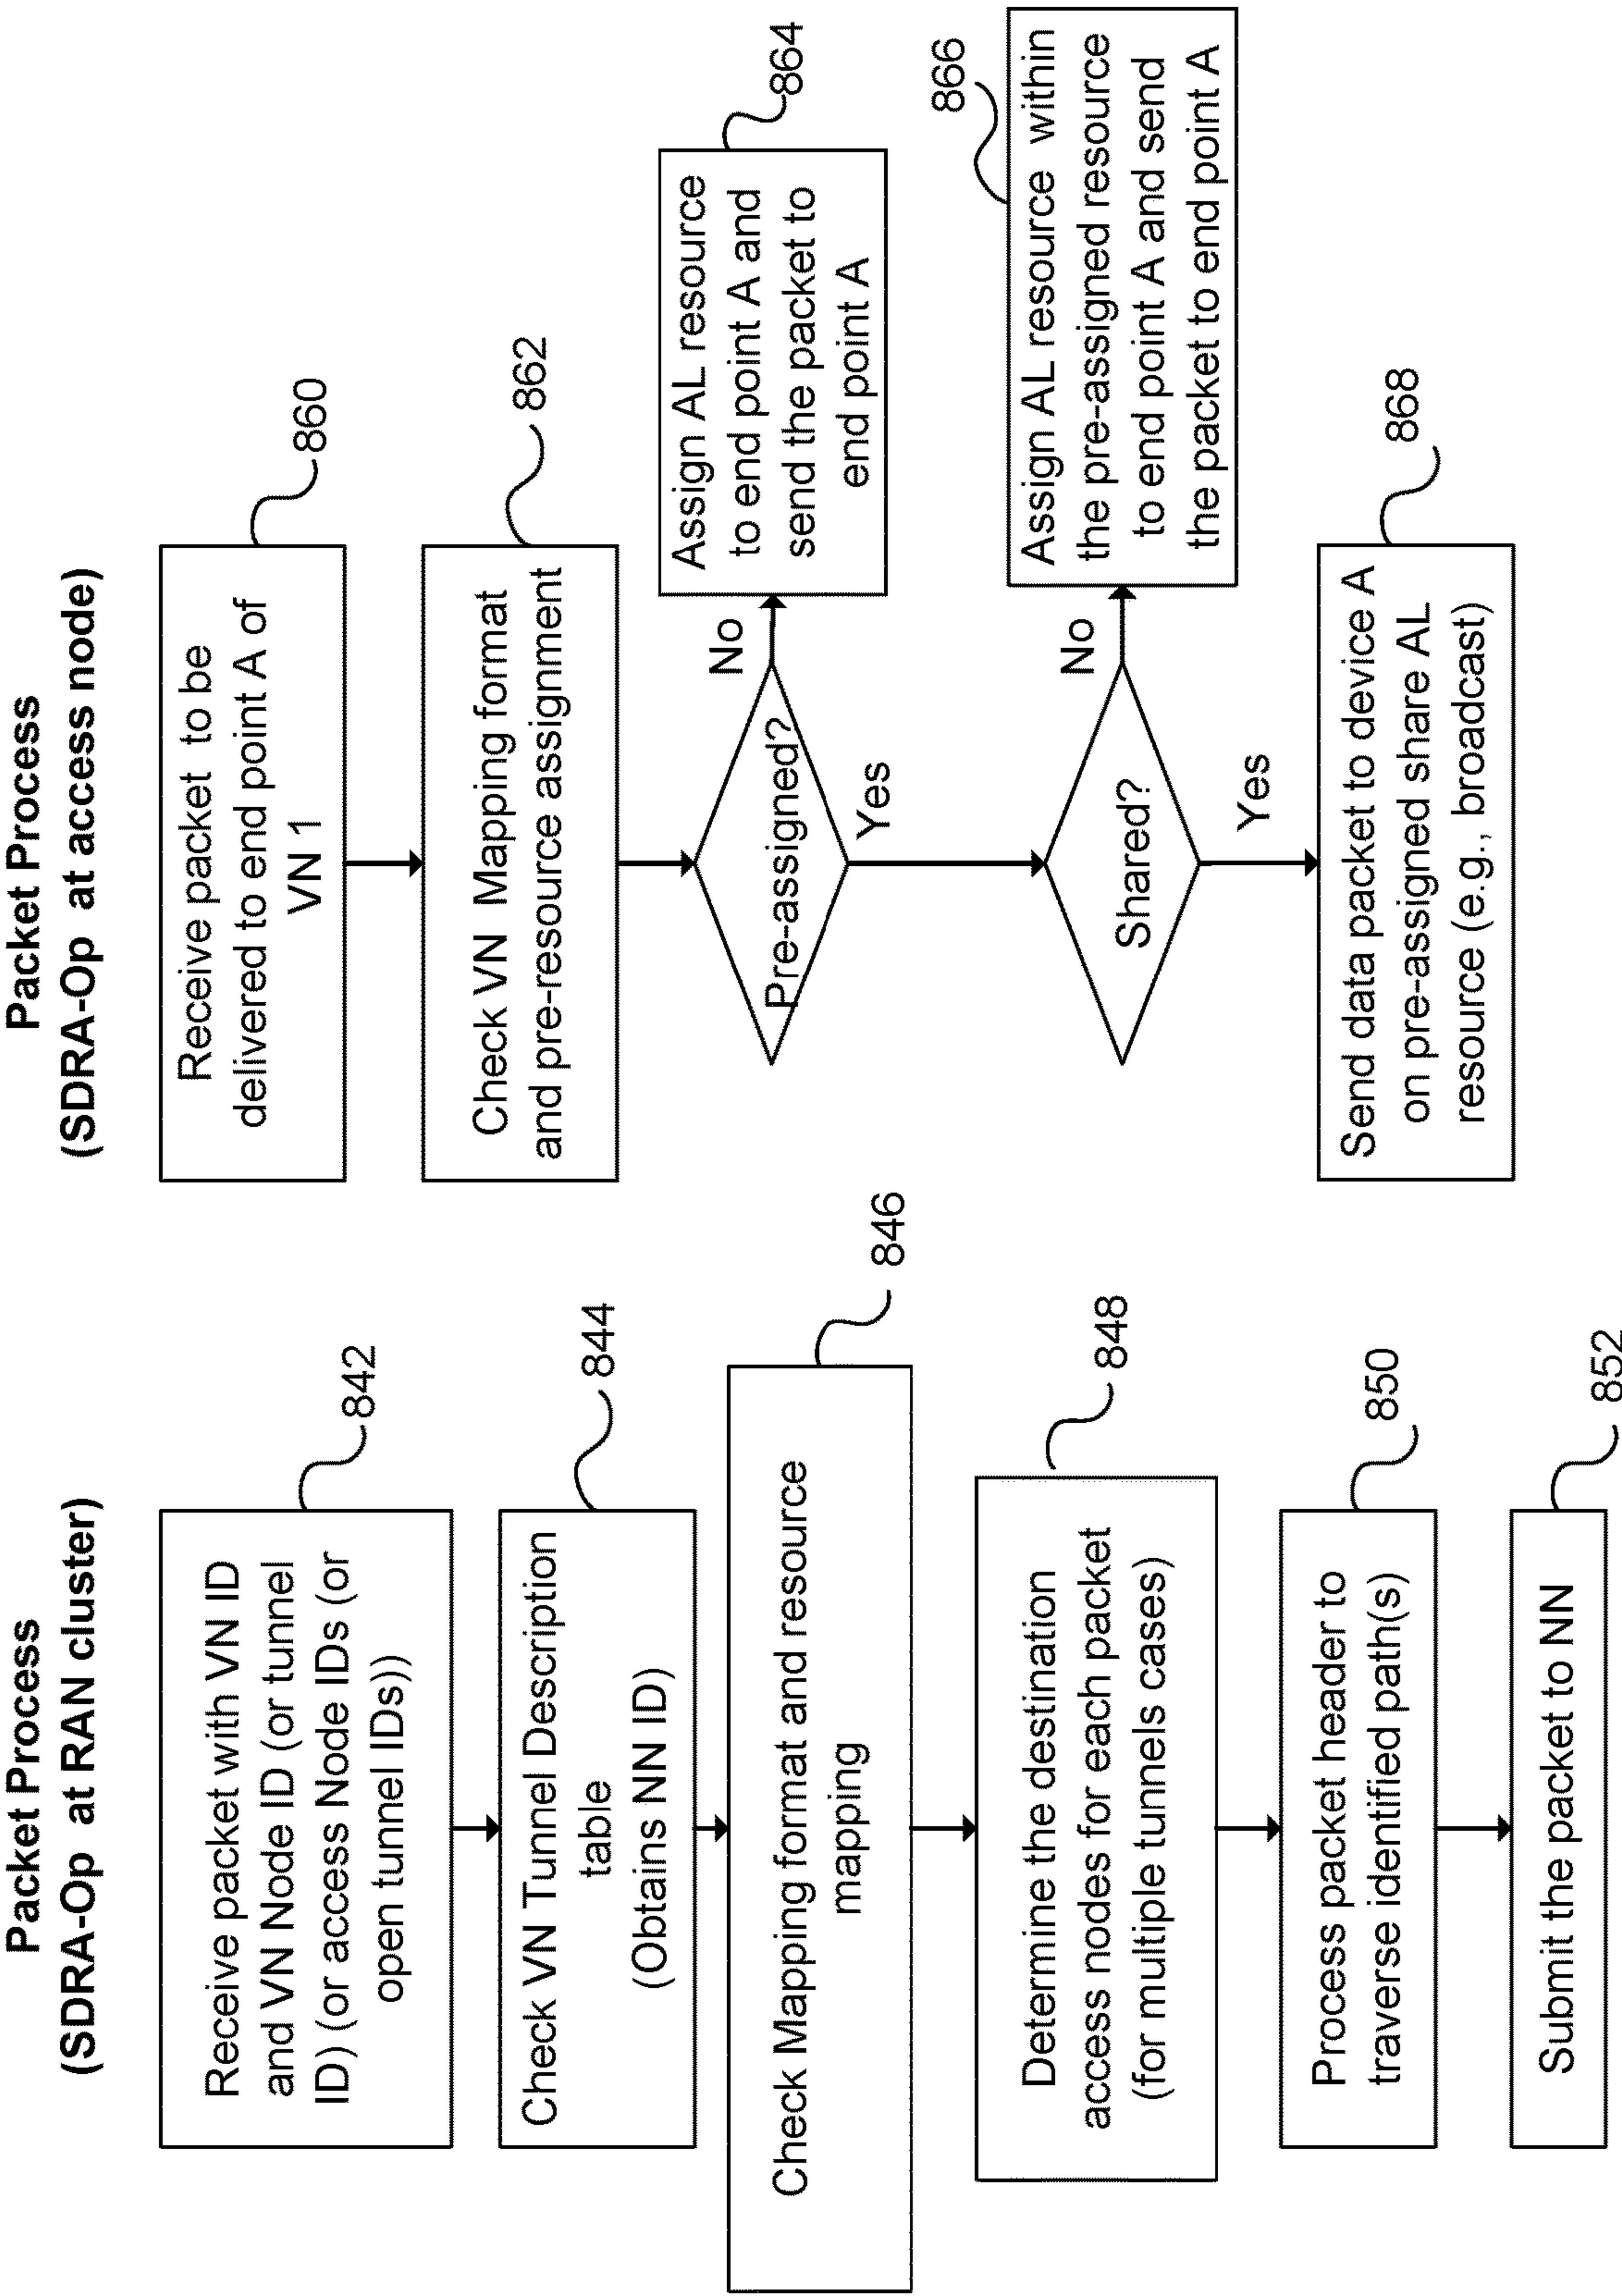 Packet Process
(SDRA-Op at RAN cluster)
Receive packet with VN ID
and VN Node ID (or tunnel
ID) (or access Node IDs (or
open tunnel IDs))
842
Check VN Tunnel Description
table
(Obtains NN ID)
844
Check Mapping format and resource
mapping
846
Determine the destination
access nodes for each packet
(for multiple tunnels cases)
848
Process packet header to
traverse identified path(s)
850
Submit the packet to NN
852
Packet Process
(SDRA-Op at access node)
Receive packet to be
delivered to end point A of
VN 1
860
Check VN Mapping format
and pre-resource assignment
862
Pre-assigned?
No
Assign AL resource
to end point A and
send the packet to
end point A
864
Yes
Shared?
No
Assign AL resource within
the pre-assigned resource
to end point A and send
the packet to end point A
866
Yes
Send data packet to device A
on pre-assigned share AL
resource (e.g., broadcast)
868